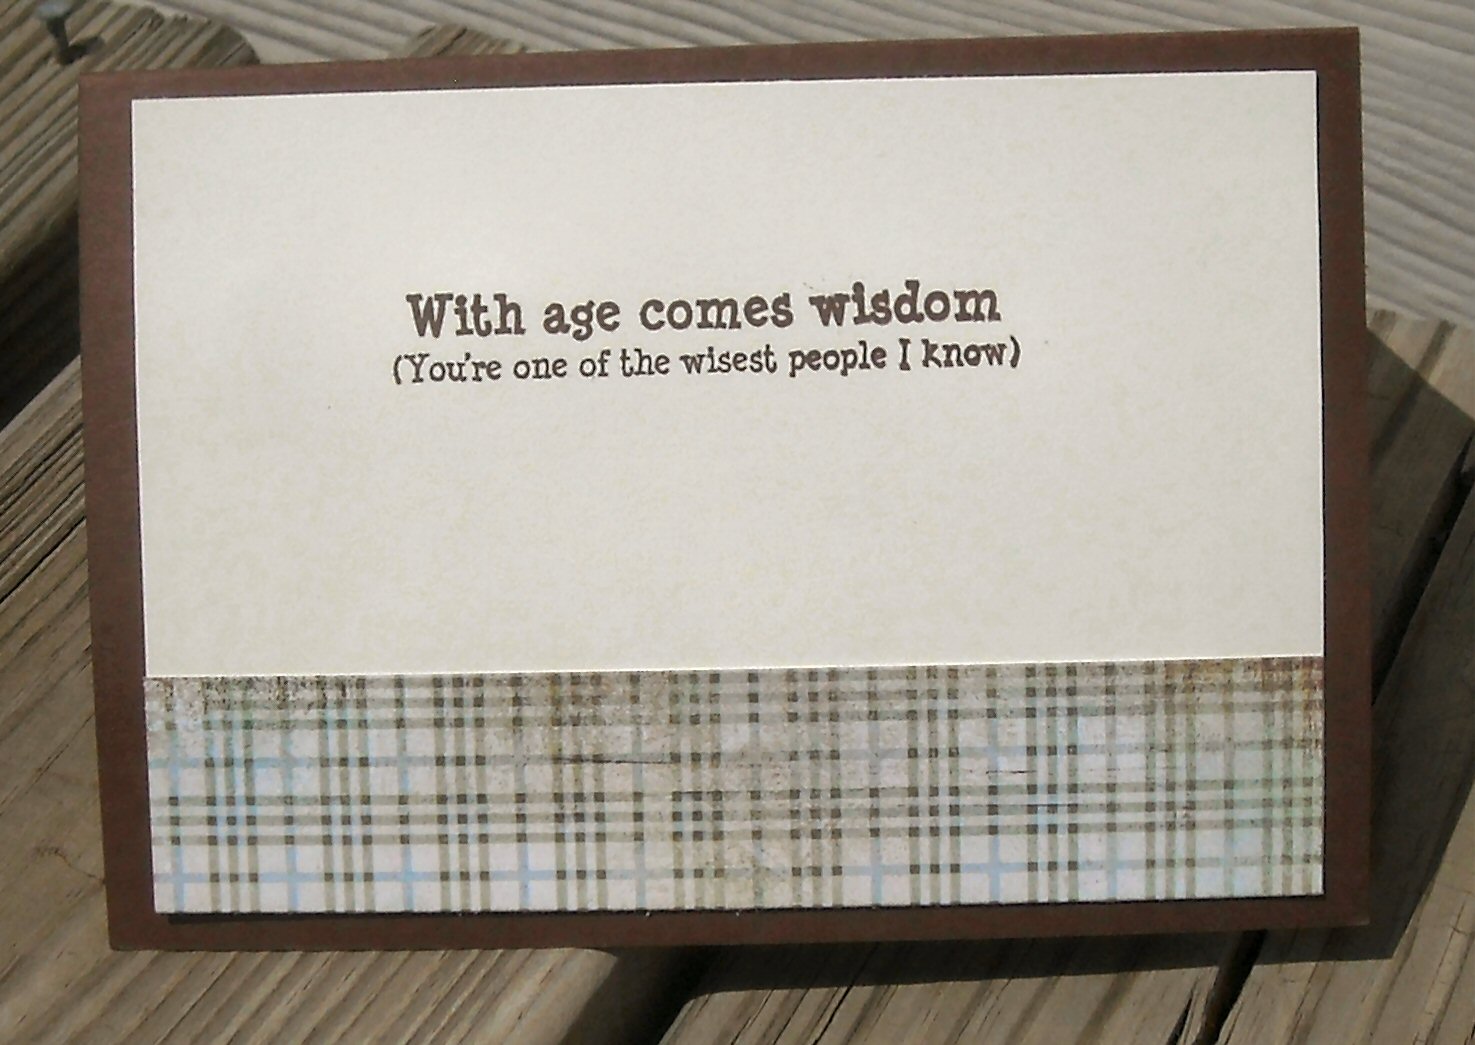 With age comes wisdom
(You're one of the wisest people I know)